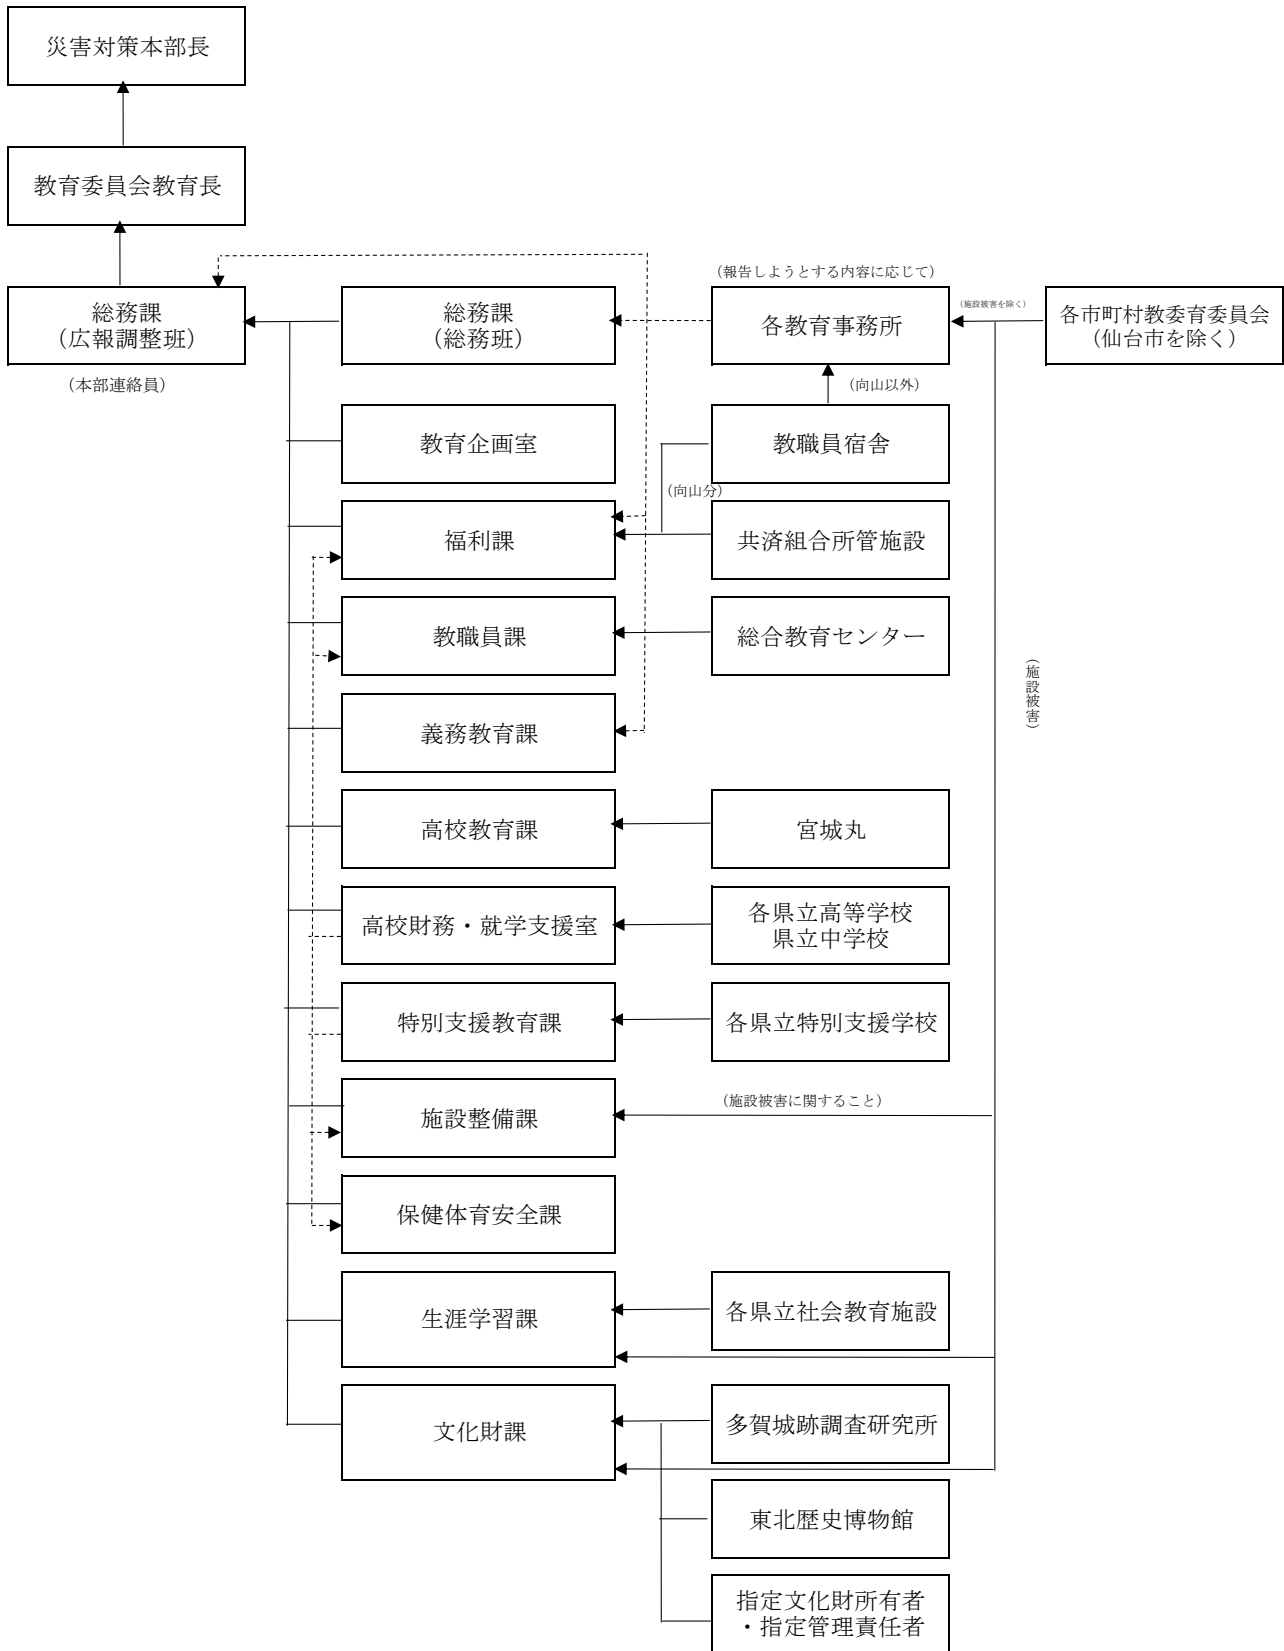 災害対策本部長
教育委員会教育長
(報告しようとする内容に応じて)
総務課
(広報調整班)
(本部連絡員)
総務課
(総務班)
各教育事務所
(施設被害を除く)
各市町村教委育委員会
(仙台市を除く)
(向山以外)
教育企画室
教職員宿舎
(向山分)
福利課
共済組合所管施設
教職員課
総合教育センター
(施設被害)
義務教育課
高校教育課
宮城丸
高校財務・就学支援室
各県立高等学校
県立中学校
特別支援教育課
各県立特別支援学校
施設整備課
(施設被害に関すること)
保健体育安全課
生涯学習課
各県立社会教育施設
文化財課
多賀城跡調査研究所
東北歴史博物館
指定文化財所有者
・指定管理責任者